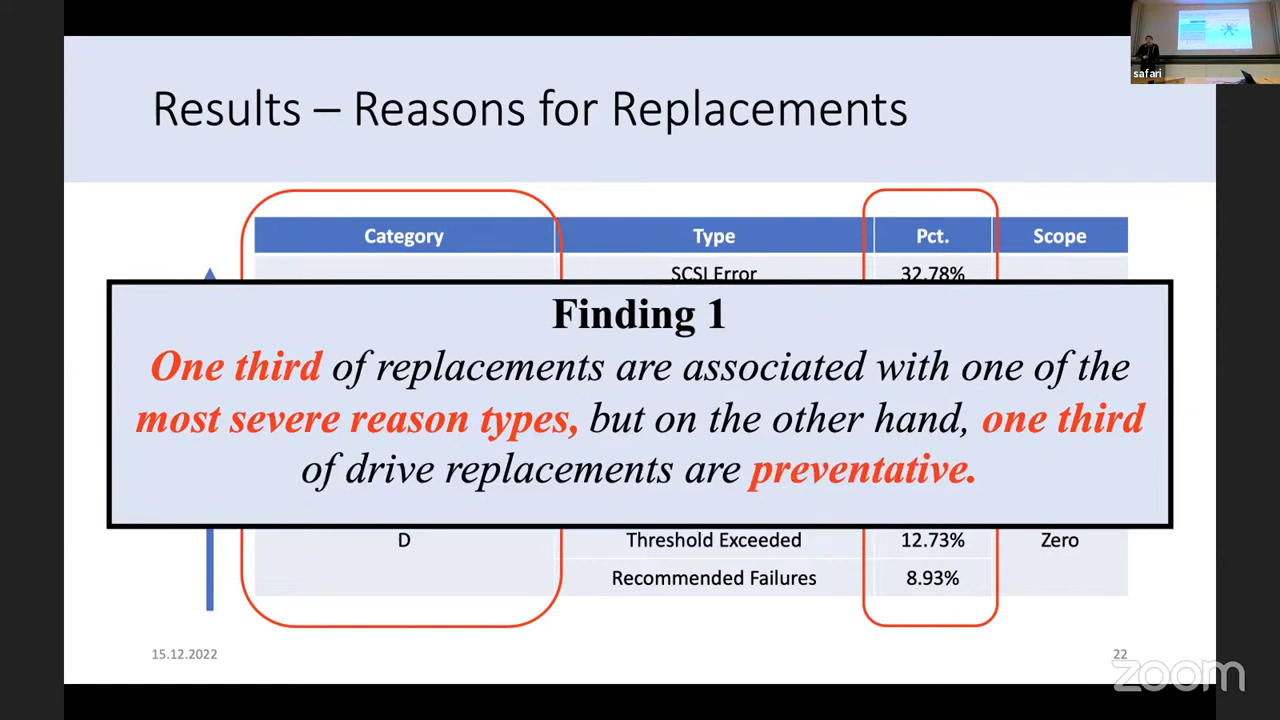 safari
Results – Reasons for Replacements
Category Type Pct. Scope
SCSI Error 32.78%
Finding 1
One third of replacements are associated with one of the
most severe reason types, but on the other hand, one third
of drive replacements are preventative.
D Threshold Exceeded 12.73% Zero
Recommended Failures 8.93%
15.12.2022 22
zoom